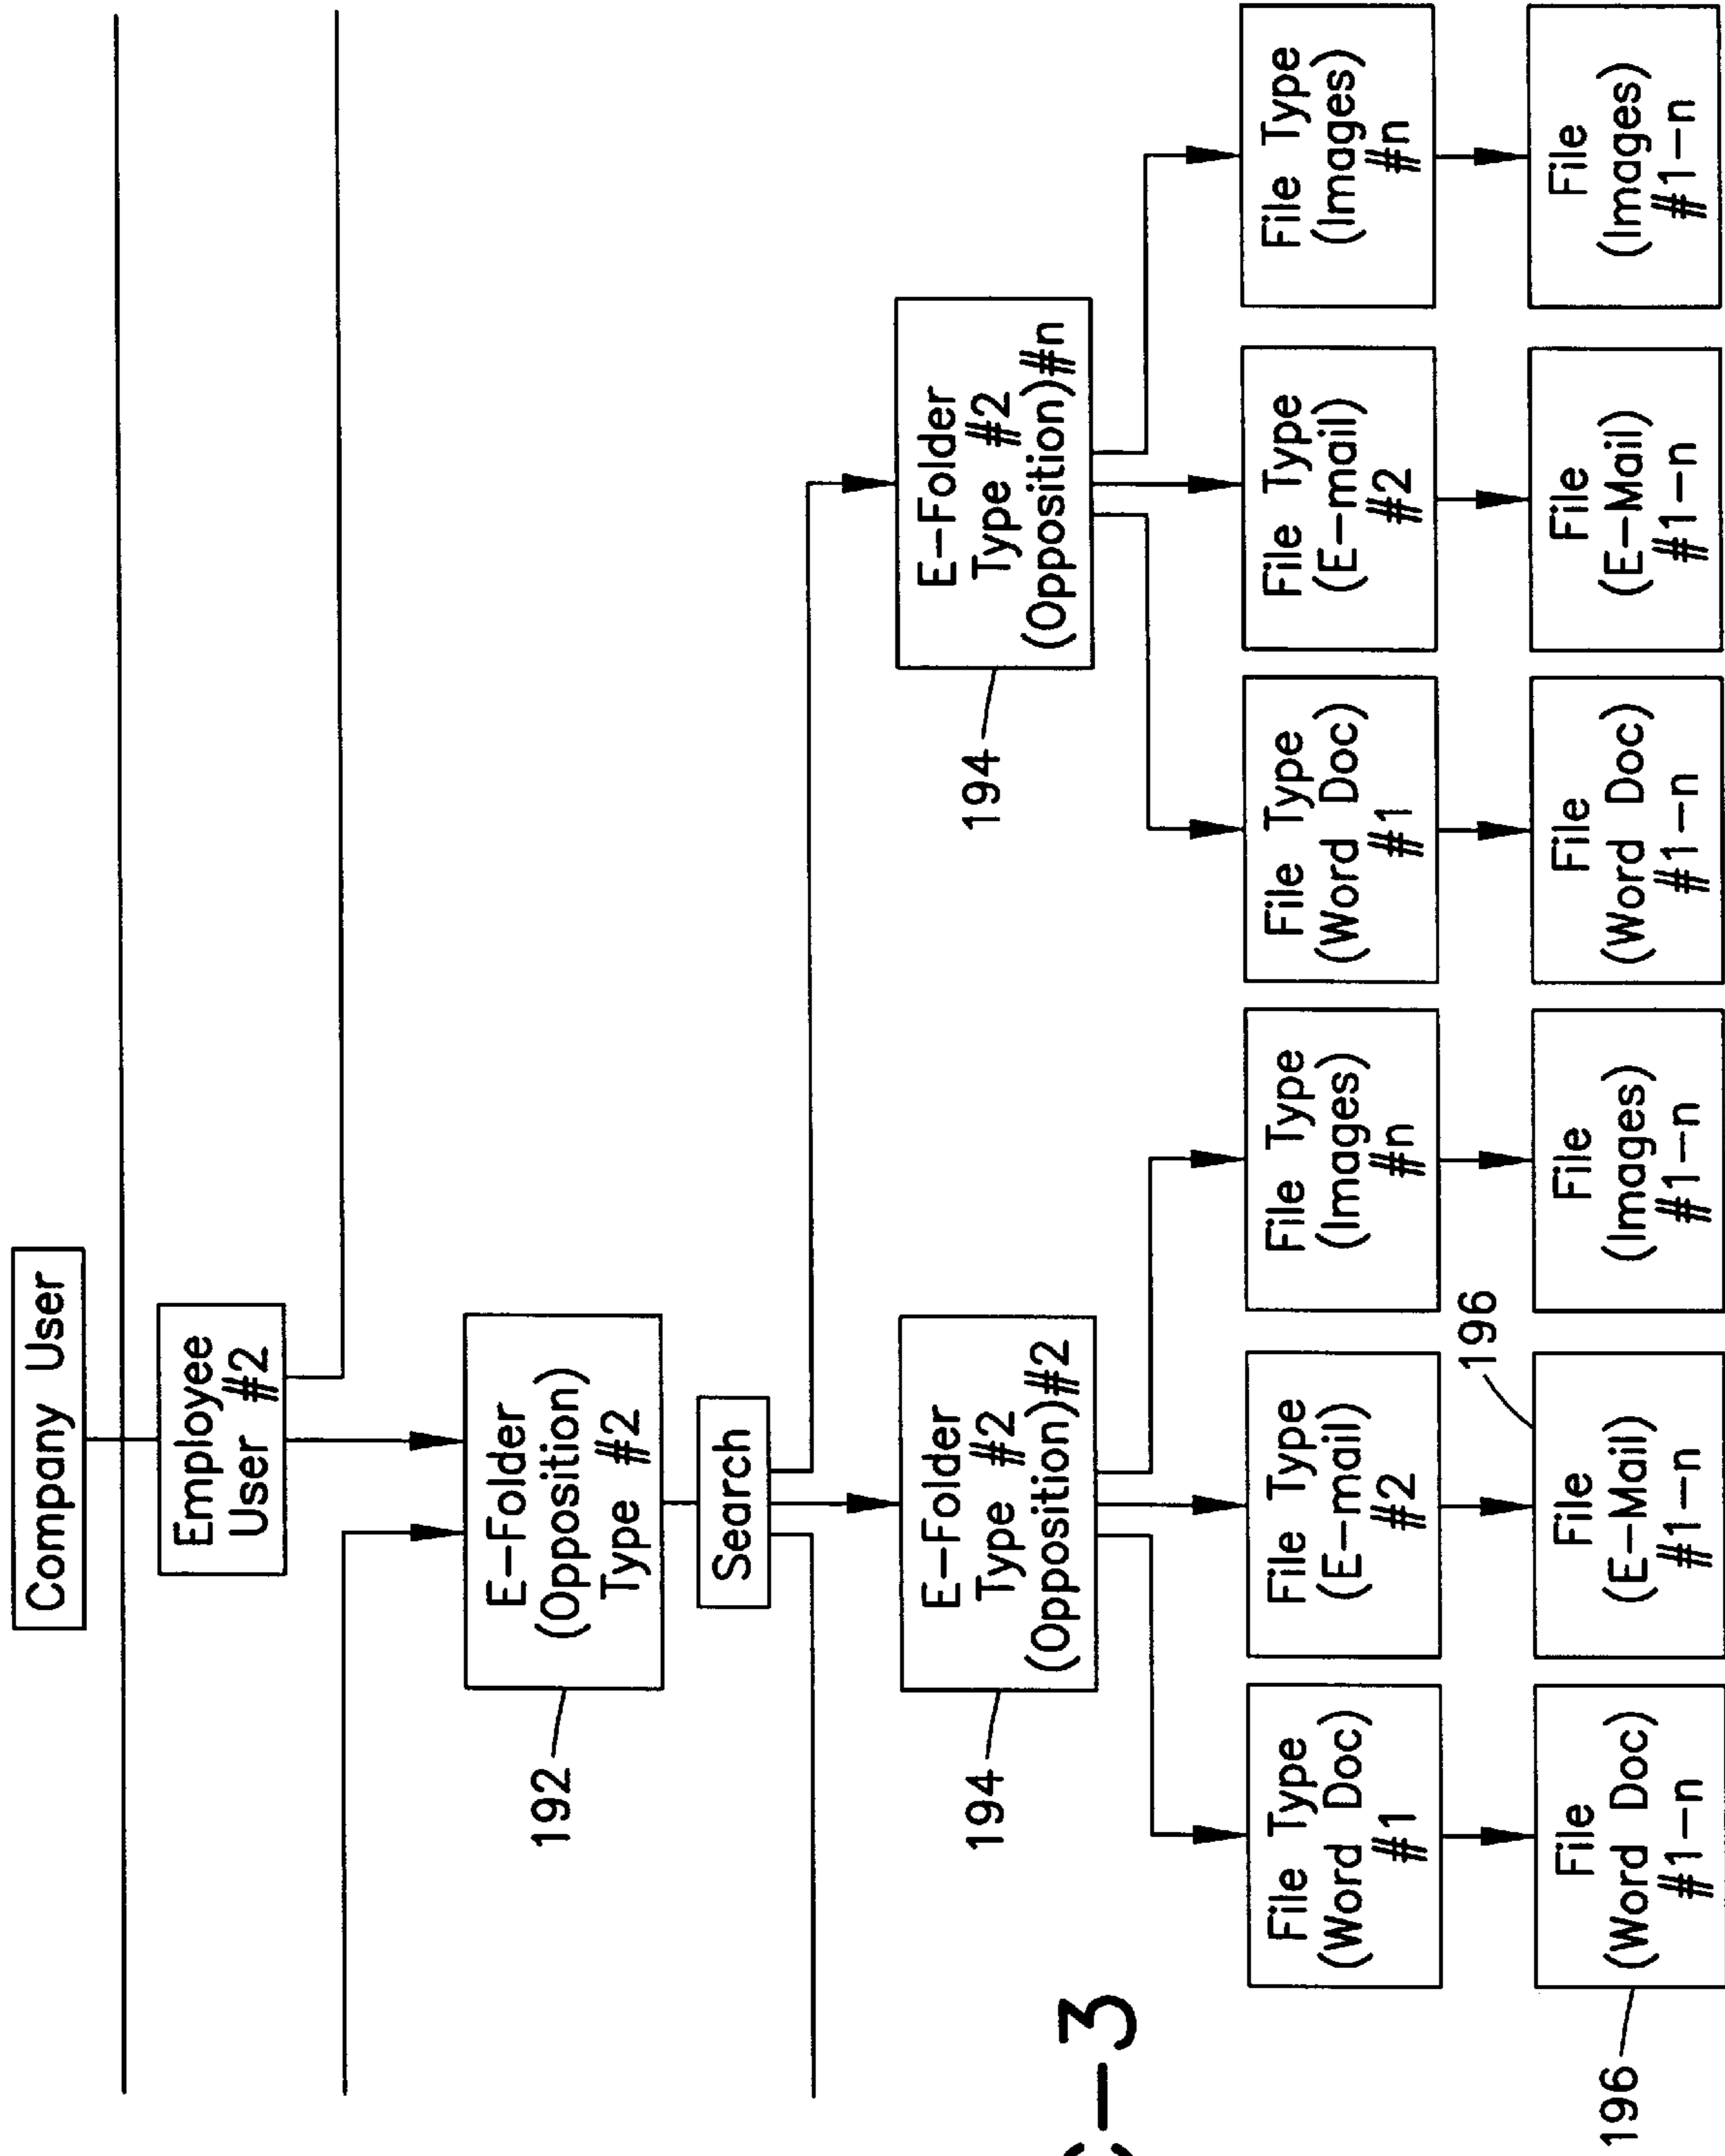 Company User
Employee
User #2
E-Folder
(Opposition)
Type #2
192
Search
E-Folder
Type #2
(Opposition)#2
194
E-Folder
Type #2
(Opposition)#n
194
-3
File Type
(Word Doc)
#1
File Type
(E-mail)
#2
File Type
(Images)
#n
File Type
(Word Doc)
#1
File Type
(E-mail)
#2
File Type
(Images)
#n
196
File
(Word Doc)
#1-n
File
(E-Mail)
#1-n
File
(Images)
#1-n
File
(Word Doc)
#1-n
File
(E-Mail)
#1-n
File
(Images)
#1-n
196